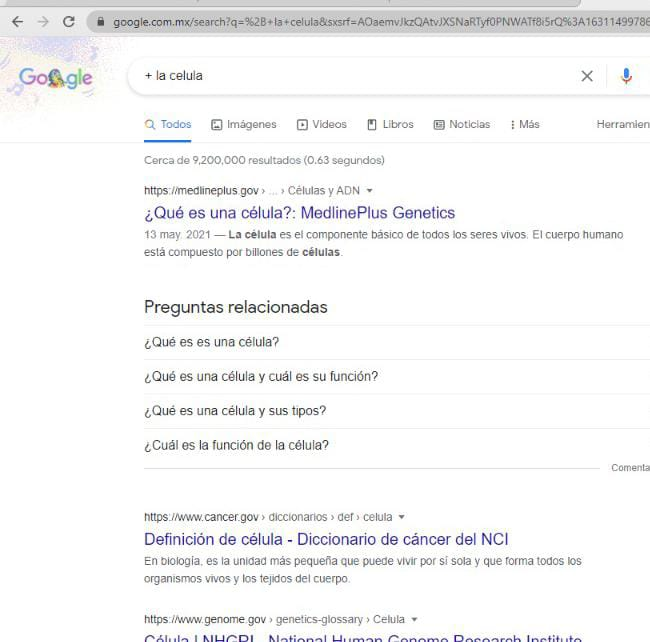 google.com.mx/search?q=%2B+la+celula&sxsrf=AOaemvJkzQAtvJXSNaRTyf0PNWATf8i5rQ%3A16311499786
Google
+ la celula
Todos Imágenes Videos Libros Noticias Más Herramien
Cerca de 9,200,000 resultados (0.63 segundos)
https://medlineplus.gov › ... › Células y ADN
¿Qué es una célula?: MedlinePlus Genetics
13 may. 2021 — La célula es el componente básico de todos los seres vivos. El cuerpo humano
está compuesto por billones de células.
Preguntas relacionadas
¿Qué es es una célula?
¿Qué es una célula y cuál es su función?
¿Qué es una célula y sus tipos?
¿Cuál es la función de la célula?
Comenta
https://www.cancer.gov › diccionarios › def › celula
Definición de célula - Diccionario de cáncer del NCI
En biología, es la unidad más pequeña que puede vivir por sí sola y que forma todos los
organismos vivos y los tejidos del cuerpo.
https://www.genome.gov › genetics-glossary › Celula
Célula | NHGRI - National Human Genome Research Institute